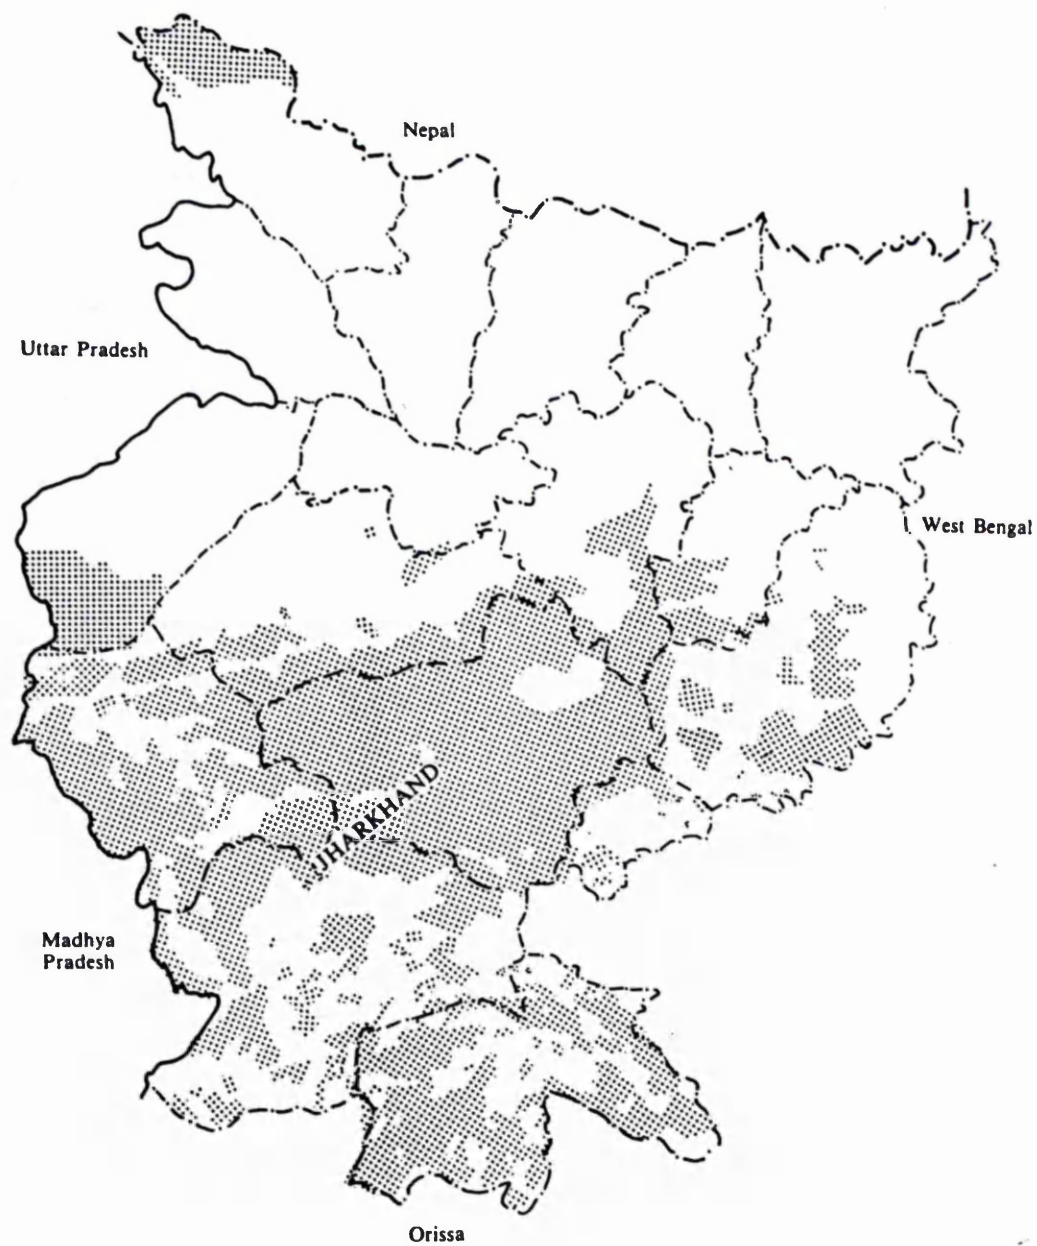 Nepal
Uttar Pradesh
West Bengal
JHARKHAND
Madhya
Pradesh
Orissa